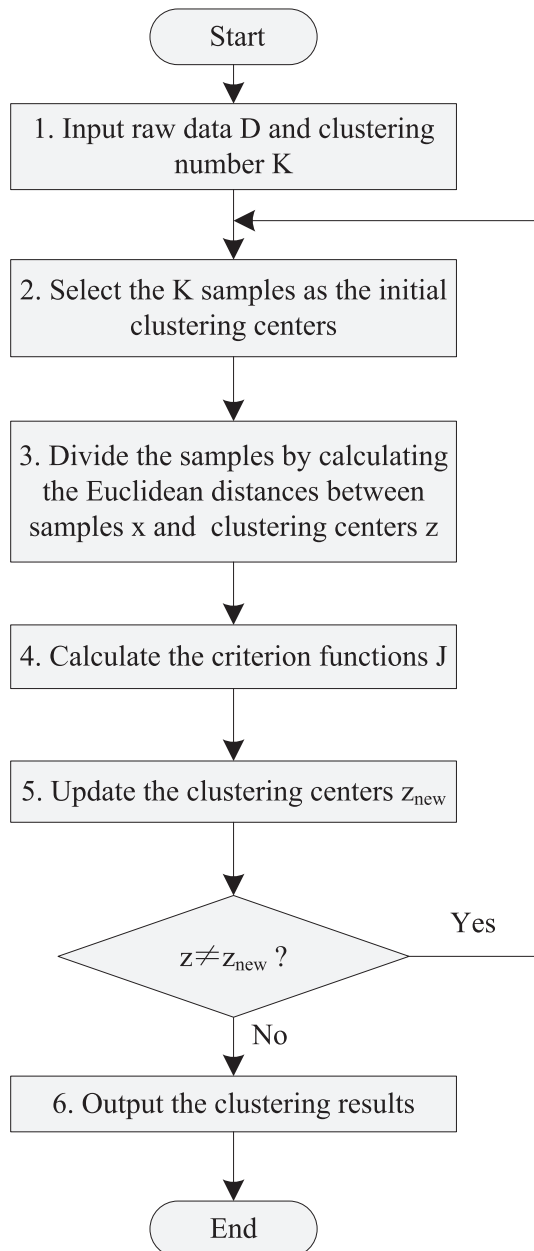 Start
1. Input raw data D and clustering
number K
2. Select the K samples as the initial
clustering centers
3. Divide the samples by calculating
the Euclidean distances between
samples x and clustering centers z
4. Calculate the criterion functions J
5. Update the clustering centers z_new
z≠z_new ?
Yes
No
6. Output the clustering results
End